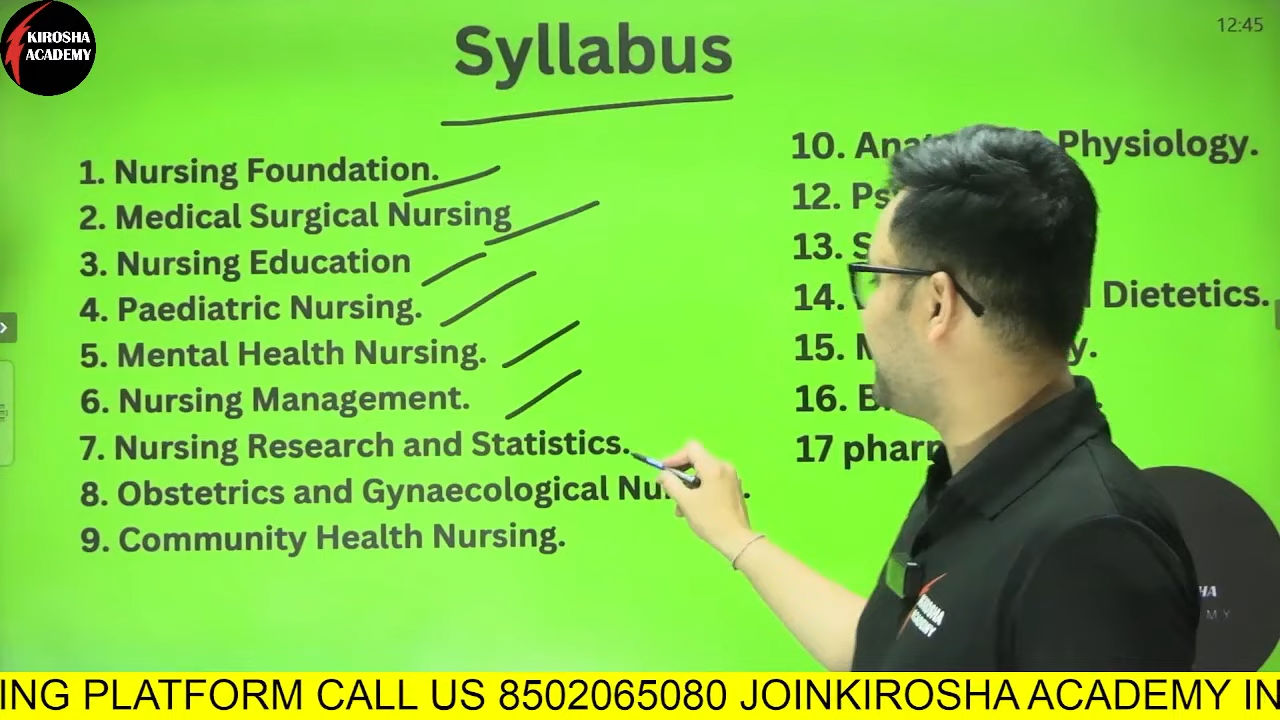 KIROSHA
ACADEMY
12:45
Syllabus
1. Nursing Foundation.
2. Medical Surgical Nursing
3. Nursing Education
4. Paediatric Nursing.
5. Mental Health Nursing.
6. Nursing Management.
7. Nursing Research and Statistics.
8. Obstetrics and Gynaecological
9. Community Health Nursing.
10. Physiology.
12.
13.
14. Dietetics.
15.
16.
17
KIROSHA
ACADEMY
ING PLATFORM CALL US 8502065080 JOINKIROSHA ACADEMY IN